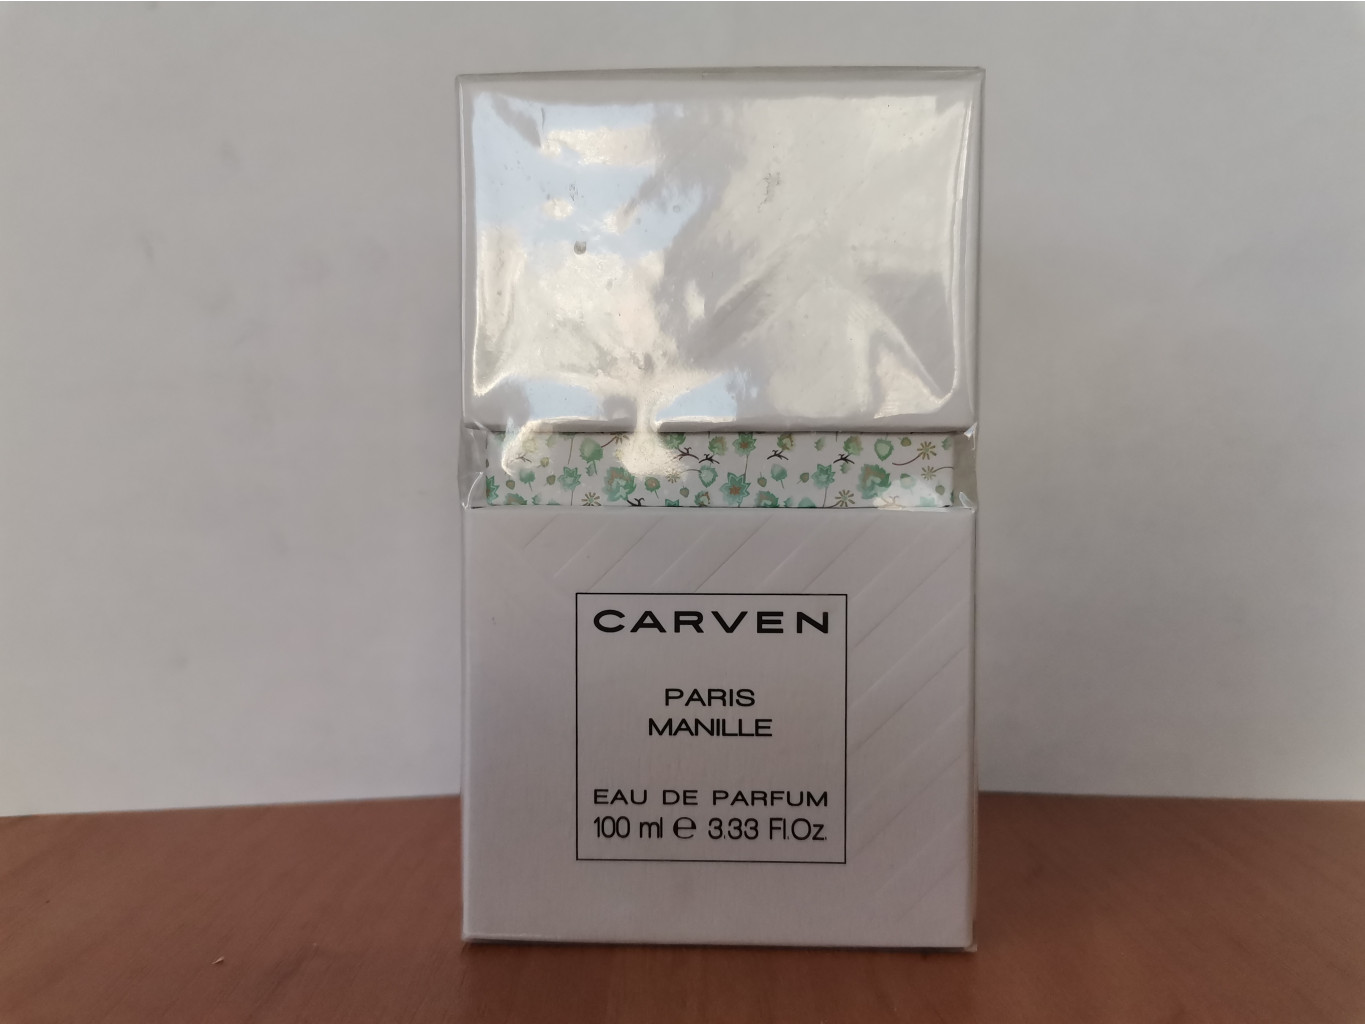 CARVEN
PARIS
MANILLE
EAU DE PARFUM
100 ml ℮ 3.33 Fl.Oz.